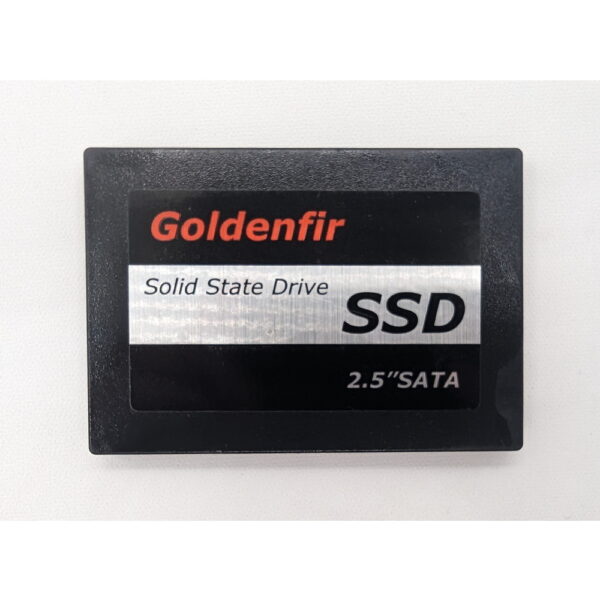 Goldenfir
Solid State Drive
SSD
2.5"SATA